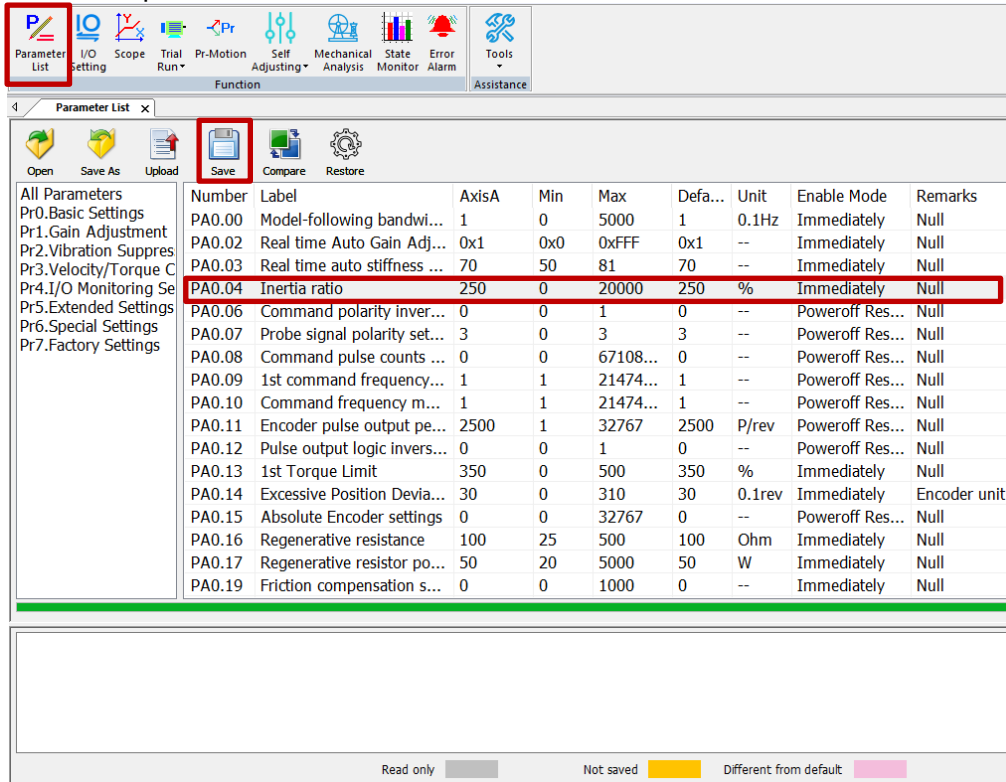 Parameter List
I/O Setting
Scope
Trial Run
Pr-Motion
Self Adjusting
Mechanical Analysis
State Monitor
Error Alarm
Tools
Function
Assistance
Parameter List x
Open
Save As
Upload
Save
Compare
Restore
All Parameters
Pr0.Basic Settings
Pr1.Gain Adjustment
Pr2.Vibration Suppres
Pr3.Velocity/Torque C
Pr4.I/O Monitoring Se
Pr5.Extended Settings
Pr6.Special Settings
Pr7.Factory Settings
Number Label AxisA Min Max Defa... Unit Enable Mode Remarks
PA0.00 Model-following bandwi... 1 0 5000 1 0.1Hz Immediately Null
PA0.02 Real time Auto Gain Adj... 0x1 0x0 0xFFF 0x1 -- Immediately Null
PA0.03 Real time auto stiffness ... 70 50 81 70 -- Immediately Null
PA0.04 Inertia ratio 250 0 20000 250 % Immediately Null
PA0.06 Command polarity inver... 0 0 1 0 -- Poweroff Res... Null
PA0.07 Probe signal polarity set... 3 0 3 3 -- Poweroff Res... Null
PA0.08 Command pulse counts ... 0 0 67108... 0 -- Poweroff Res... Null
PA0.09 1st command frequency... 1 1 21474... 1 -- Poweroff Res... Null
PA0.10 Command frequency m... 1 1 21474... 1 -- Poweroff Res... Null
PA0.11 Encoder pulse output pe... 2500 1 32767 2500 P/rev Poweroff Res... Null
PA0.12 Pulse output logic invers... 0 0 1 0 -- Poweroff Res... Null
PA0.13 1st Torque Limit 350 0 500 350 % Immediately Null
PA0.14 Excessive Position Devia... 30 0 310 30 0.1rev Immediately Encoder unit
PA0.15 Absolute Encoder settings 0 0 32767 0 -- Poweroff Res... Null
PA0.16 Regenerative resistance 100 25 500 100 Ohm Immediately Null
PA0.17 Regenerative resistor po... 50 20 5000 50 W Immediately Null
PA0.19 Friction compensation s... 0 0 1000 0 -- Immediately Null
Read only Not saved Different from default